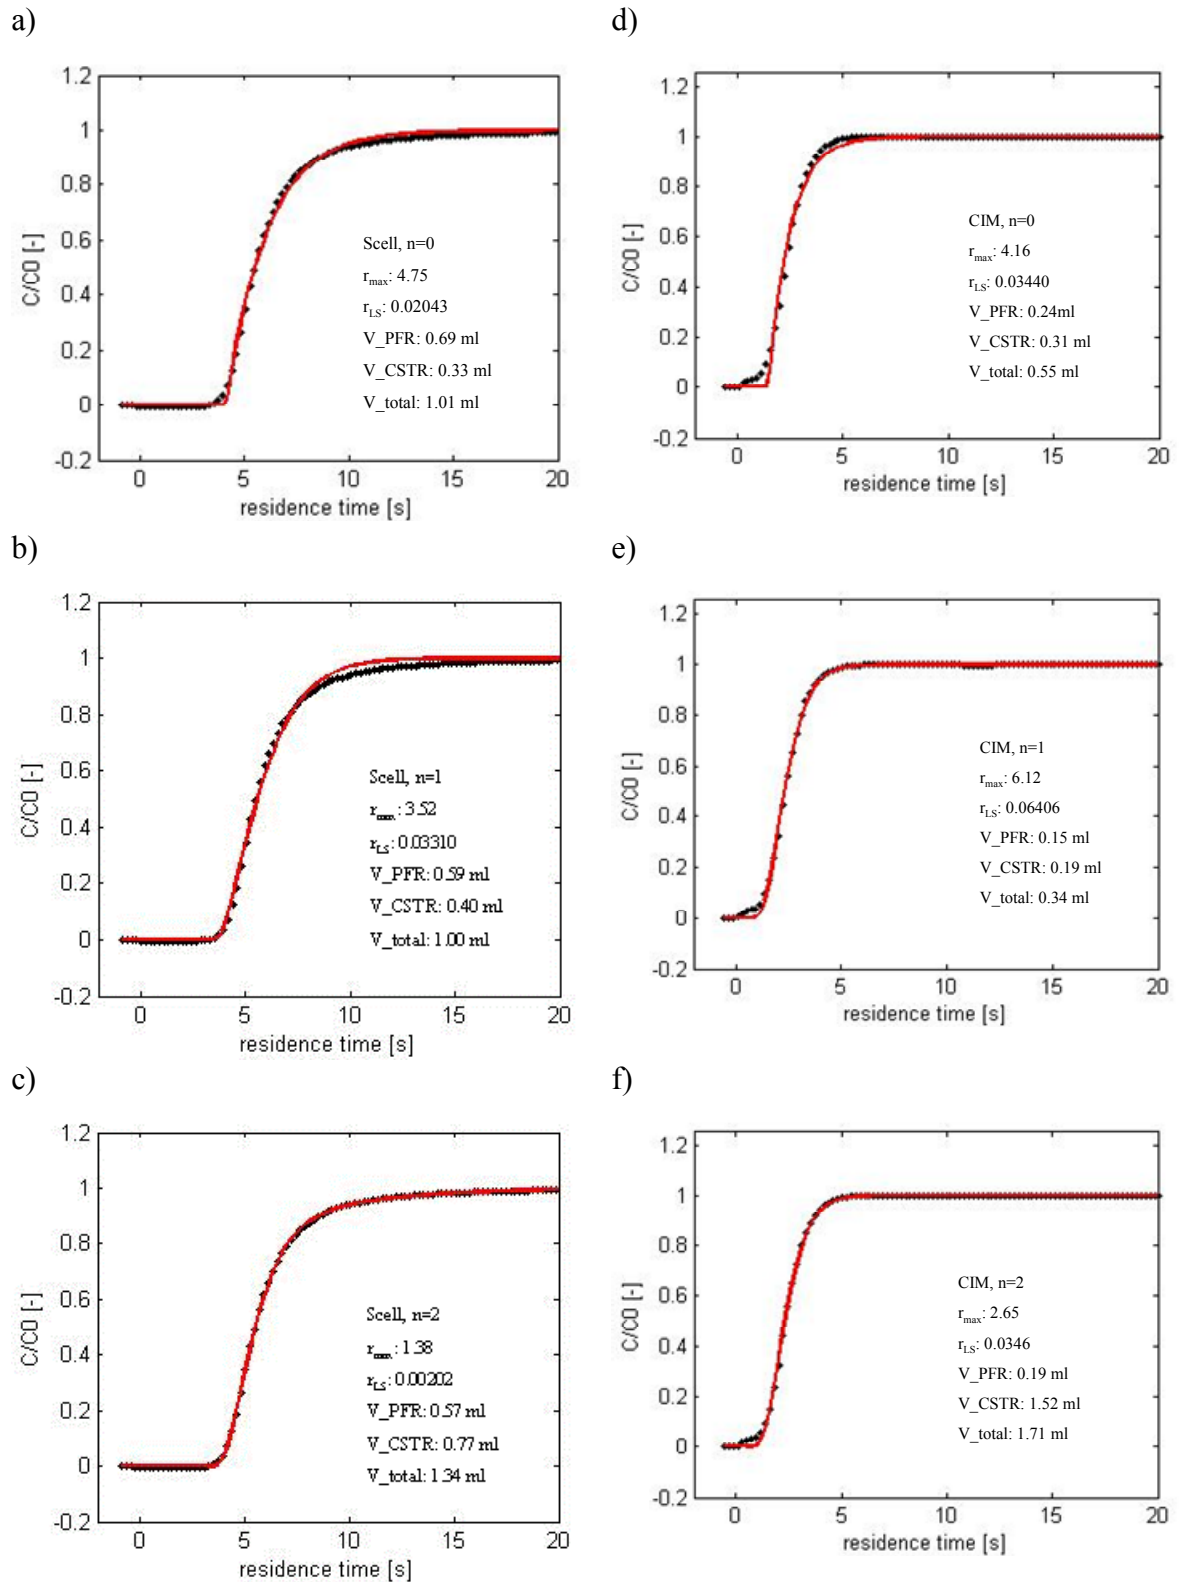 a)
1.2
1
0.8
0.6
0.4
0.2
0
-0.2
C/C0 [-]
Scell, n=0
rmax: 4.75
rLS: 0.02043
V_PFR: 0.69 ml
V_CSTR: 0.33 ml
V_total: 1.01 ml
0 5 10 15 20
residence time [s]
d)
1.2
1
0.8
0.6
0.4
0.2
0
-0.2
C/C0 [-]
CIM, n=0
rmax: 4.16
rLS: 0.03440
V_PFR: 0.24ml
V_CSTR: 0.31 ml
V_total: 0.55 ml
0 5 10 15 20
residence time [s]
b)
1.2
1
0.8
0.6
0.4
0.2
0
-0.2
C/C0 [-]
Scell, n=1
rmax: 3.52
rLS: 0.03310
V_PFR: 0.59 ml
V_CSTR: 0.40 ml
V_total: 1.00 ml
0 5 10 15 20
residence time [s]
e)
1.2
1
0.8
0.6
0.4
0.2
0
-0.2
C/C0 [-]
CIM, n=1
rmax: 6.12
rLS: 0.06406
V_PFR: 0.15 ml
V_CSTR: 0.19 ml
V_total: 0.34 ml
0 5 10 15 20
residence time [s]
c)
1.2
1
0.8
0.6
0.4
0.2
0
-0.2
C/C0 [-]
Scell, n=2
rmax: 1.38
rLS: 0.00202
V_PFR: 0.57 ml
V_CSTR: 0.77 ml
V_total: 1.34 ml
0 5 10 15 20
residence time [s]
f)
1.2
1
0.8
0.6
0.4
0.2
0
-0.2
C/C0 [-]
CIM, n=2
rmax: 2.65
rLS: 0.0346
V_PFR: 0.19 ml
V_CSTR: 1.52 ml
V_total: 1.71 ml
0 5 10 15 20
residence time [s]